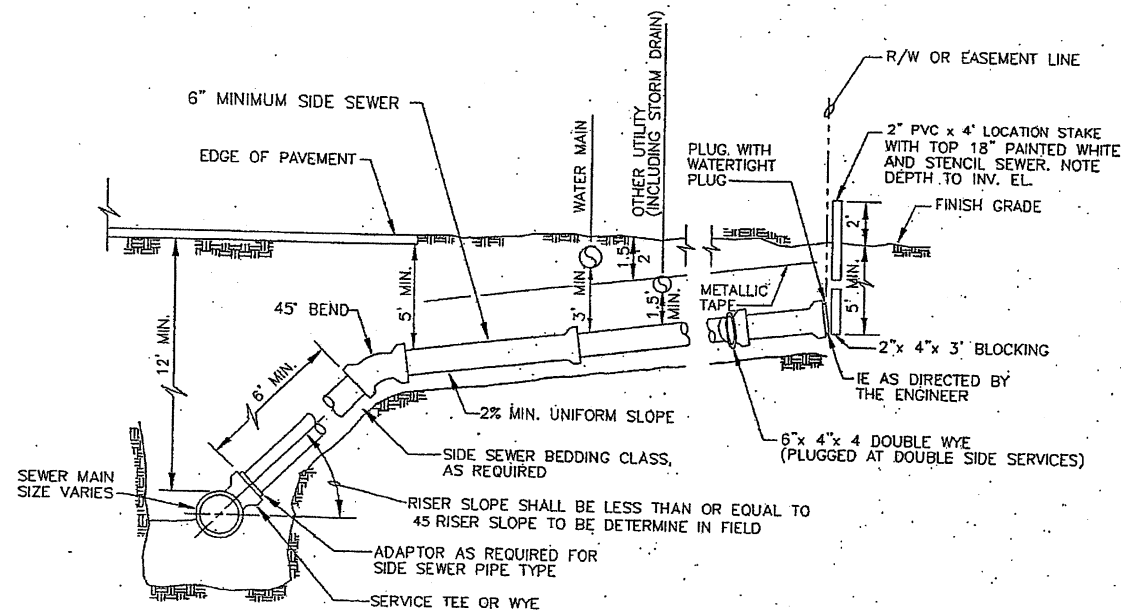 R/W OR EASEMENT LINE
6" MINIMUM SIDE SEWER
EDGE OF PAVEMENT
WATER MAIN
OTHER UTILITY
(INCLUDING STORM DRAIN)
PLUG WITH
WATERTIGHT
PLUG
2" PVC x 4' LOCATION STAKE
WITH TOP 18" PAINTED WHITE
AND STENCIL SEWER. NOTE
DEPTH TO INV. EL.
FINISH GRADE
2'
1.5'
2'
5' MIN.
3' MIN.
1.5'
MIN.
METALLIC
TAPE
5' MIN.
45° BEND
12' MIN.
6' MIN.
2"x 4"x 3' BLOCKING
IE AS DIRECTED BY
THE ENGINEER
2% MIN. UNIFORM SLOPE
6"x 4"x 4 DOUBLE WYE
(PLUGGED AT DOUBLE SIDE SERVICES)
SIDE SEWER BEDDING CLASS,
AS REQUIRED
SEWER MAIN
SIZE VARIES
RISER SLOPE SHALL BE LESS THAN OR EQUAL TO
45 RISER SLOPE TO BE DETERMINE IN FIELD
ADAPTOR AS REQUIRED FOR
SIDE SEWER PIPE TYPE
SERVICE TEE OR WYE